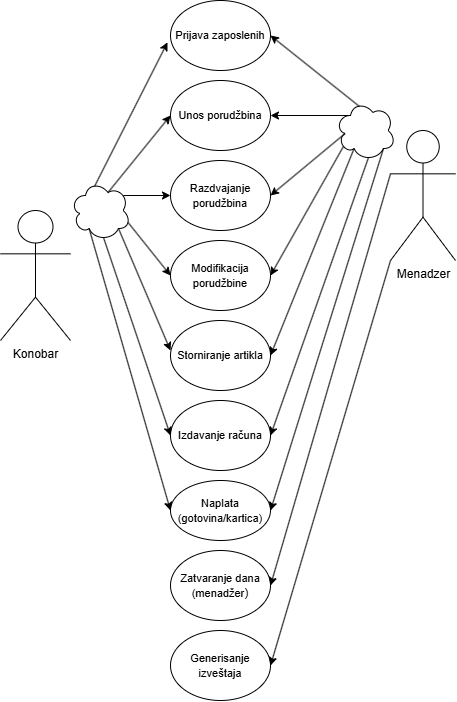 Prijava zaposlenih
Unos porudžbina
Razdvajanje
porudžbina
Modifikacija
porudžbine
Storniranje artikla
Izdavanje računa
Naplata
(gotovina/kartica)
Zatvaranje dana
(menadžer)
Generisanje
izveštaja
Konobar
Menadzer